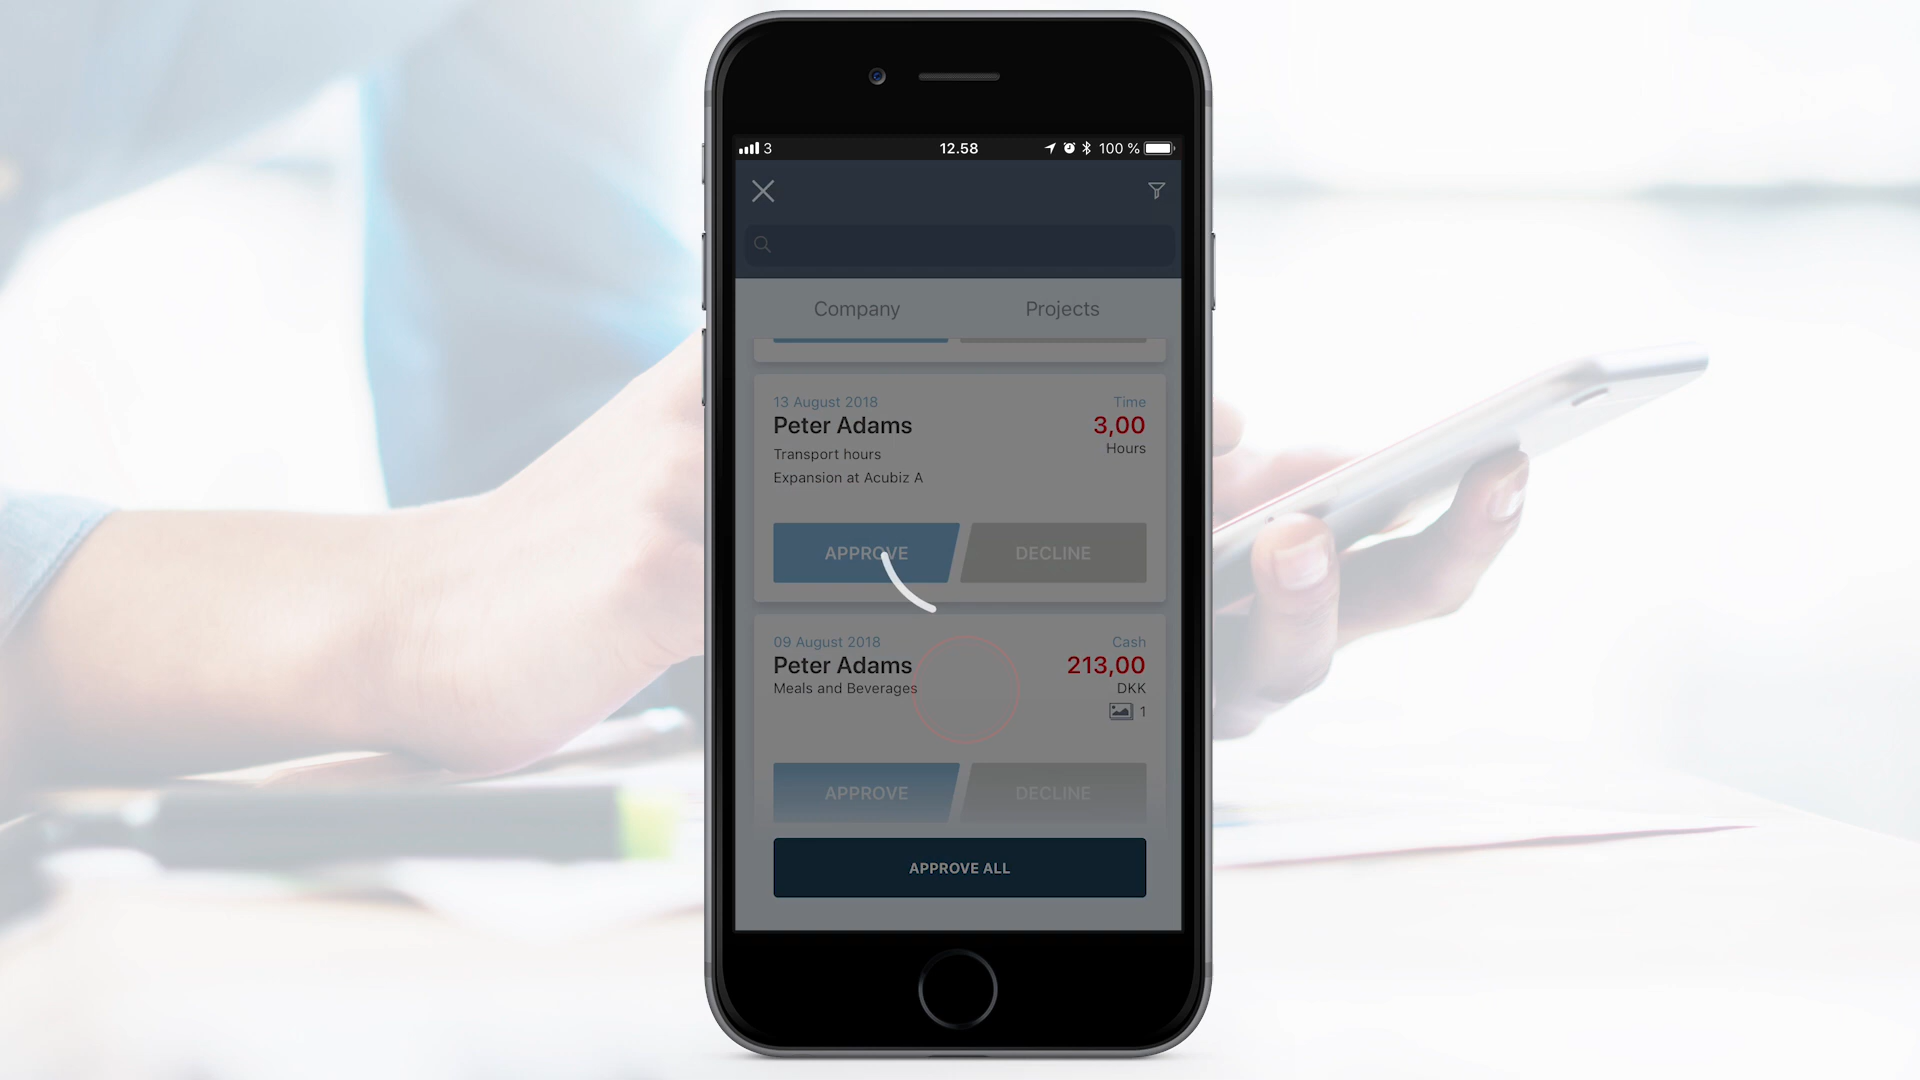 3
12.58
100 %
Company
Projects
13 August 2018
Time
Peter Adams
3,00
Hours
Transport hours
Expansion at Acubiz A
APPROVE
DECLINE
09 August 2018
Cash
Peter Adams
213,00
Meals and Beverages
DKK
1
APPROVE
DECLINE
APPROVE ALL